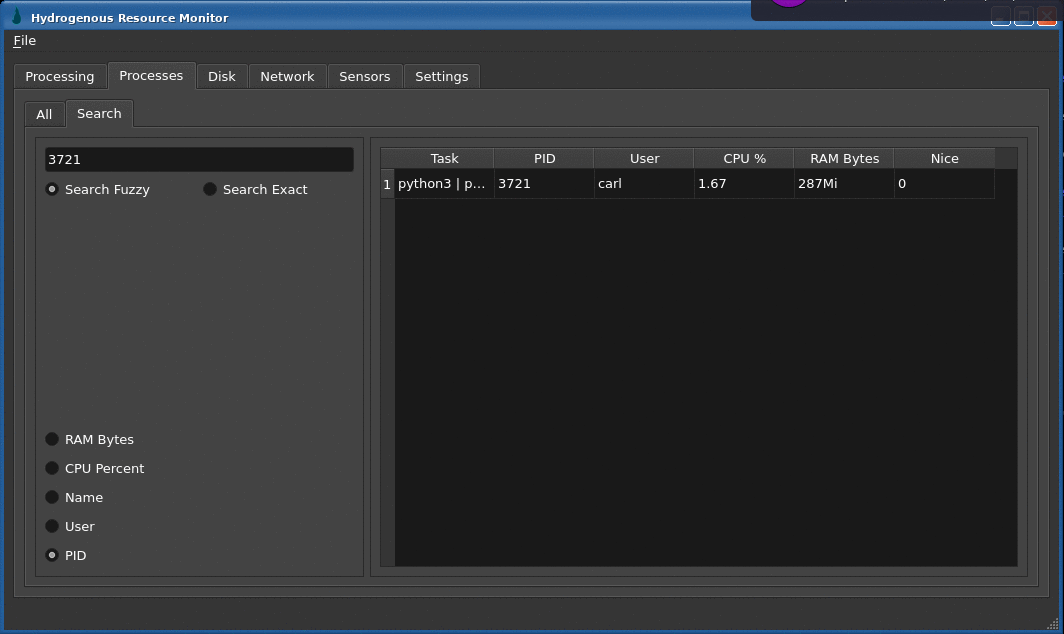 Hydrogenous Resource Monitor
File
Processing Processes Disk Network Sensors Settings
All Search
3721
Search Fuzzy Search Exact
RAM Bytes
CPU Percent
Name
User
PID
Task PID User CPU % RAM Bytes Nice
1 python3 | p... 3721 carl 1.67 287Mi 0